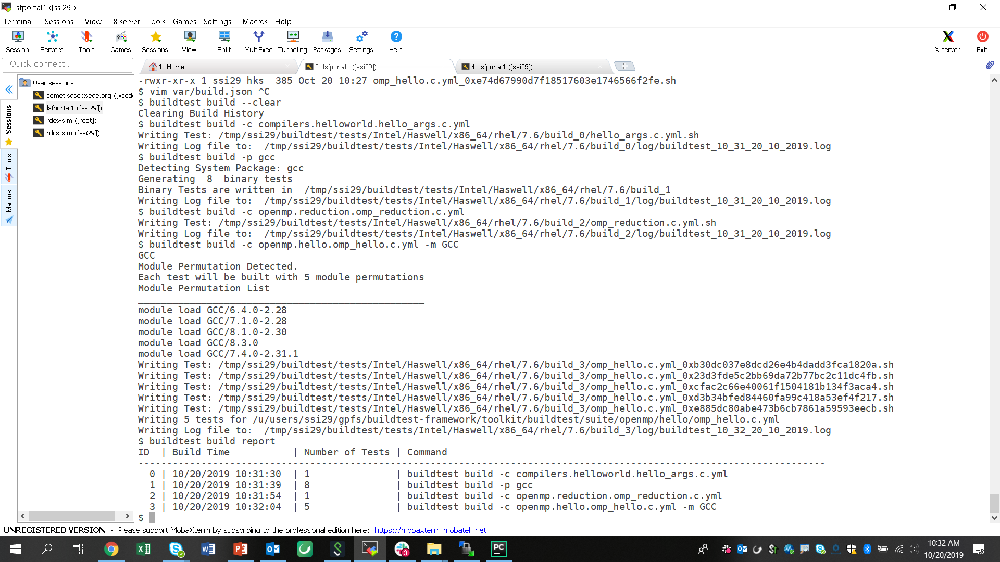 lsfportal1 ([ssi29])
Terminal Sessions View X server Tools Games Settings Macros Help
Session Servers Tools Games Sessions View Split MultiExec Tunneling Packages Settings Help X server Exit
Quick connect...
1. Home
2. lsfportal1 ([ssi29])
4. lsfportal1 ([ssi29])
User sessions
comet.sdsc.xsede.org ([xsed
lsfportal1 ([ssi29])
rdcs-sim ([root])
rdcs-sim ([ssi29])
Sessions
Tools
Macros
-rwxr-xr-x 1 ssi29 hks 385 Oct 20 10:27 omp_hello.c.yml_0xe74d67990d7f18517603e1746566f2fe.sh
$ vim var/build.json ^C
$ buildtest build --clear
Clearing Build History
$ buildtest build -c compilers.helloworld.hello_args.c.yml
Writing Test: /tmp/ssi29/buildtest/tests/Intel/Haswell/x86_64/rhel/7.6/build_0/hello_args.c.yml.sh
Writing Log file to: /tmp/ssi29/buildtest/tests/Intel/Haswell/x86_64/rhel/7.6/build_0/log/buildtest_10_31_20_10_2019.log
$ buildtest build -p gcc
Detecting System Package: gcc
Generating 8 binary tests
Binary Tests are written in /tmp/ssi29/buildtest/tests/Intel/Haswell/x86_64/rhel/7.6/build_1
Writing Log file to: /tmp/ssi29/buildtest/tests/Intel/Haswell/x86_64/rhel/7.6/build_1/log/buildtest_10_31_20_10_2019.log
$ buildtest build -c openmp.reduction.omp_reduction.c.yml
Writing Test: /tmp/ssi29/buildtest/tests/Intel/Haswell/x86_64/rhel/7.6/build_2/omp_reduction.c.yml.sh
Writing Log file to: /tmp/ssi29/buildtest/tests/Intel/Haswell/x86_64/rhel/7.6/build_2/log/buildtest_10_31_20_10_2019.log
$ buildtest build -c openmp.hello.omp_hello.c.yml -m GCC
GCC
Module Permutation Detected.
Each test will be built with 5 module permutations
Module Permutation List
__________________________________________________
module load GCC/6.4.0-2.28
module load GCC/7.1.0-2.28
module load GCC/8.1.0-2.30
module load GCC/8.3.0
module load GCC/7.4.0-2.31.1
Writing Test: /tmp/ssi29/buildtest/tests/Intel/Haswell/x86_64/rhel/7.6/build_3/omp_hello.c.yml_0xb30dc037e8dcd26e4b4dadd3fca1820a.sh
Writing Test: /tmp/ssi29/buildtest/tests/Intel/Haswell/x86_64/rhel/7.6/build_3/omp_hello.c.yml_0x23d3fde5c2bb69da72b77bc2c11dc4fb.sh
Writing Test: /tmp/ssi29/buildtest/tests/Intel/Haswell/x86_64/rhel/7.6/build_3/omp_hello.c.yml_0xcfac2c66e40061f1504181b134f3aca4.sh
Writing Test: /tmp/ssi29/buildtest/tests/Intel/Haswell/x86_64/rhel/7.6/build_3/omp_hello.c.yml_0xd3b34bfed84460fa99c418a53ef4f217.sh
Writing Test: /tmp/ssi29/buildtest/tests/Intel/Haswell/x86_64/rhel/7.6/build_3/omp_hello.c.yml_0xe885dc80abe473b6cb7861a59593eecb.sh
Writing 5 tests for /u/users/ssi29/gpfs/buildtest-framework/toolkit/buildtest/suite/openmp/hello/omp_hello.c.yml
Writing Log file to: /tmp/ssi29/buildtest/tests/Intel/Haswell/x86_64/rhel/7.6/build_3/log/buildtest_10_32_20_10_2019.log
$ buildtest build report
ID | Build Time | Number of Tests | Command
------------------------------------------------------------------------------------------------------------------------
0 | 10/20/2019 10:31:30 | 1 | buildtest build -c compilers.helloworld.hello_args.c.yml
1 | 10/20/2019 10:31:39 | 8 | buildtest build -p gcc
2 | 10/20/2019 10:31:54 | 1 | buildtest build -c openmp.reduction.omp_reduction.c.yml
3 | 10/20/2019 10:32:04 | 5 | buildtest build -c openmp.hello.omp_hello.c.yml -m GCC
$
UNREGISTERED VERSION - Please support MobaXterm by subscribing to the professional edition here: https://mobaxterm.mobatek.net
10:32 AM
10/20/2019